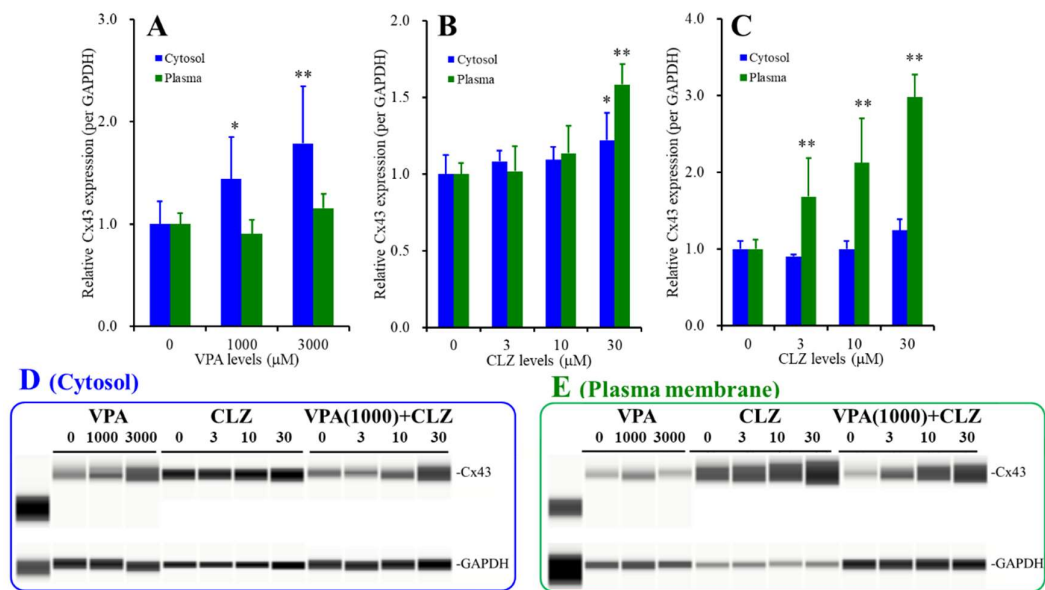 A
Relative Cx43 expression (per GAPDH)
3.0
2.0
1.0
0.0
Cytosol
Plasma
*
**
0 1000 3000
VPA levels (μM)
B
Relative Cx43 expression (per GAPDH)
2.0
1.5
1.0
0.5
0.0
Cytosol
Plasma
*
**
0 3 10 30
CLZ levels (μM)
C
Relative Cx43 expression (per GAPDH)
4.0
3.0
2.0
1.0
0.0
Cytosol
Plasma
**
**
**
0 3 10 30
CLZ levels (μM)
D (Cytosol)
VPA CLZ VPA(1000)+CLZ
0 1000 3000 0 3 10 30 0 3 10 30
-Cx43
-GAPDH
E (Plasma membrane)
VPA CLZ VPA(1000)+CLZ
0 1000 3000 0 3 10 30 0 3 10 30
-Cx43
-GAPDH